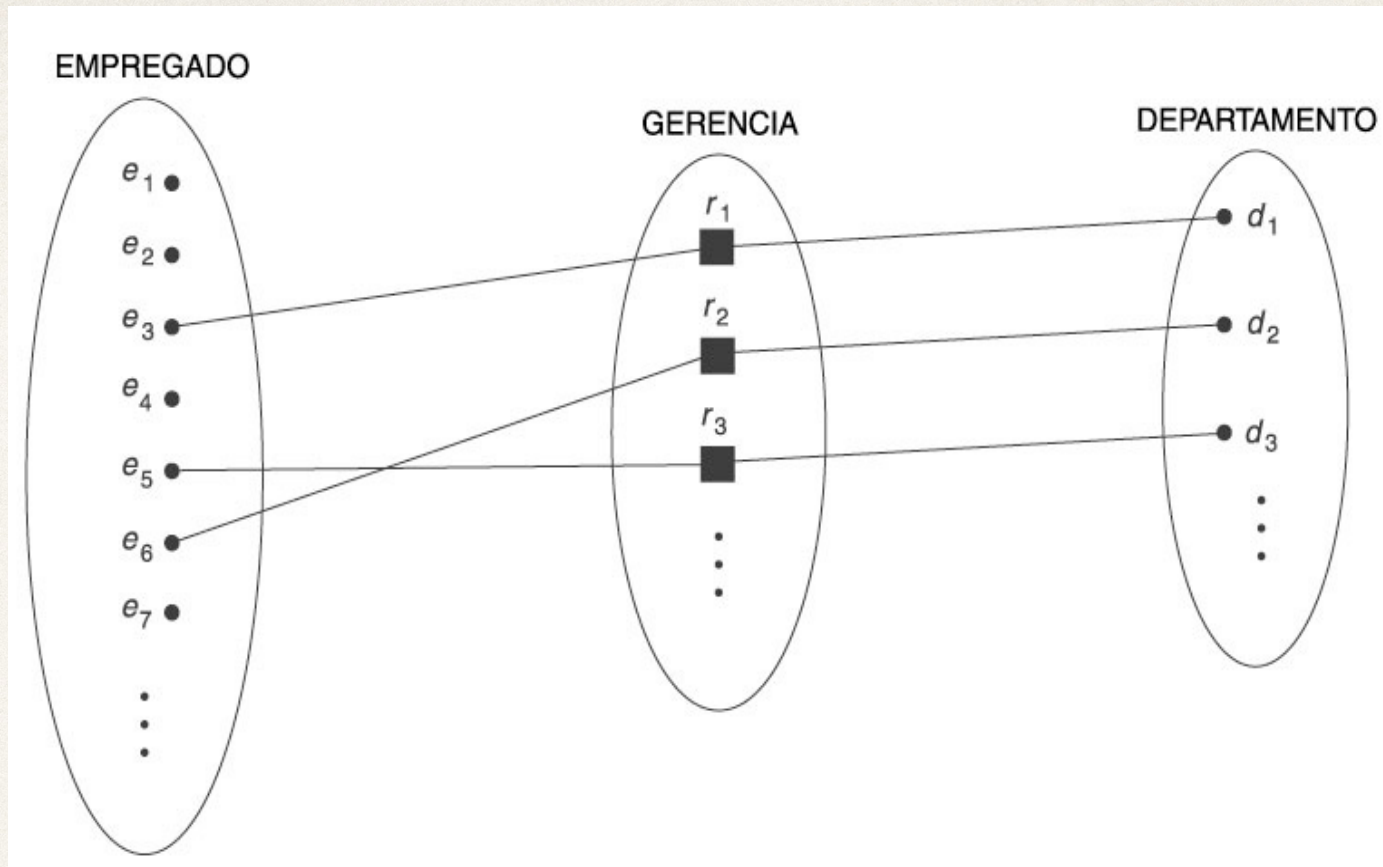 EMPREGADO
GERENCIA
DEPARTAMENTO
e1
e2
e3
e4
e5
e6
e7
r1
r2
r3
d1
d2
d3